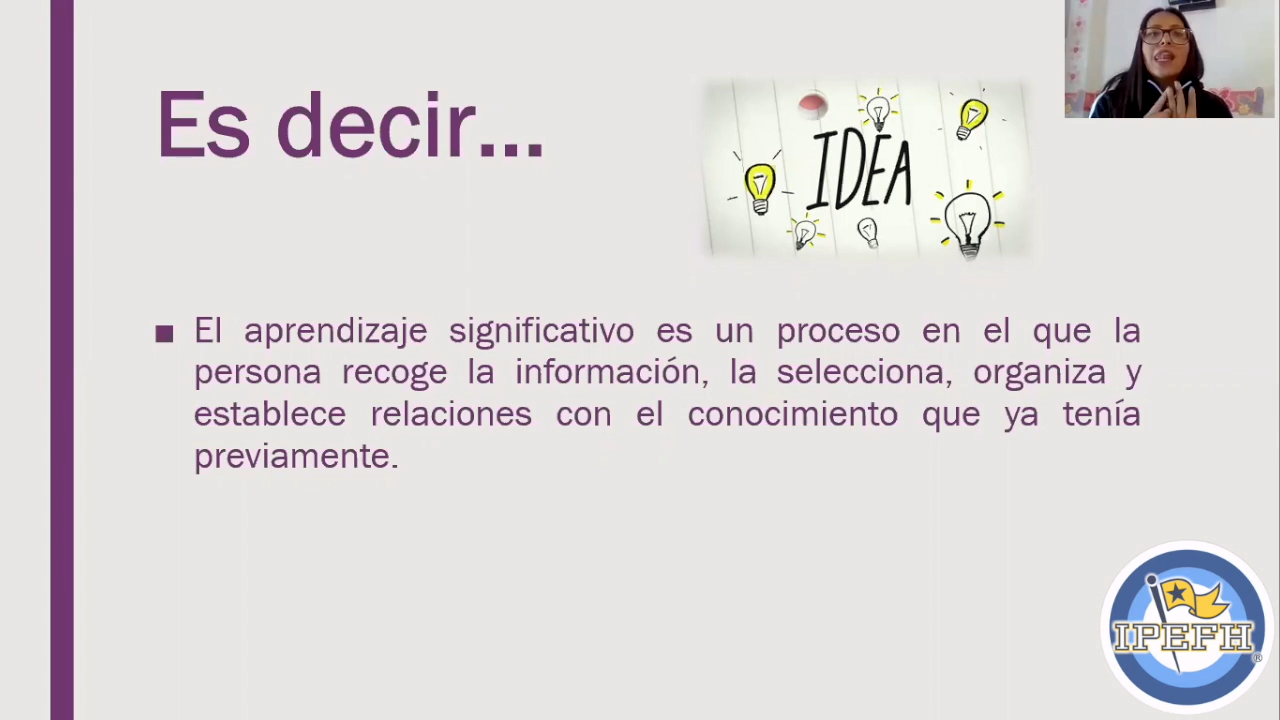 Es decir...
IDEA
■ El aprendizaje significativo es un proceso en el que la
persona recoge la información, la selecciona, organiza y
establece relaciones con el conocimiento que ya tenía
previamente.
IPEFH
®